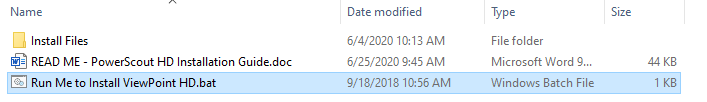 Name Date modified Type Size
Install Files 6/4/2020 10:13 AM File folder
READ ME - PowerScout HD Installation Guide.doc 6/25/2020 9:45 AM Microsoft Word 9... 44 KB
Run Me to Install ViewPoint HD.bat 9/18/2018 10:56 AM Windows Batch File 1 KB